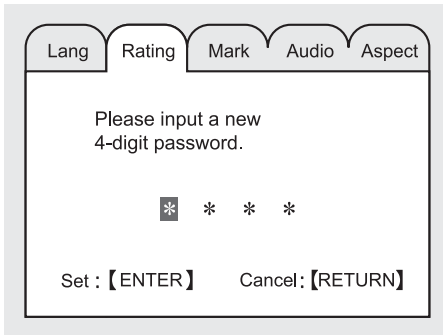 Lang Rating Mark Audio Aspect
Please input a new
4-digit password.
* * * *
Set :【ENTER】 Cancel:【RETURN】